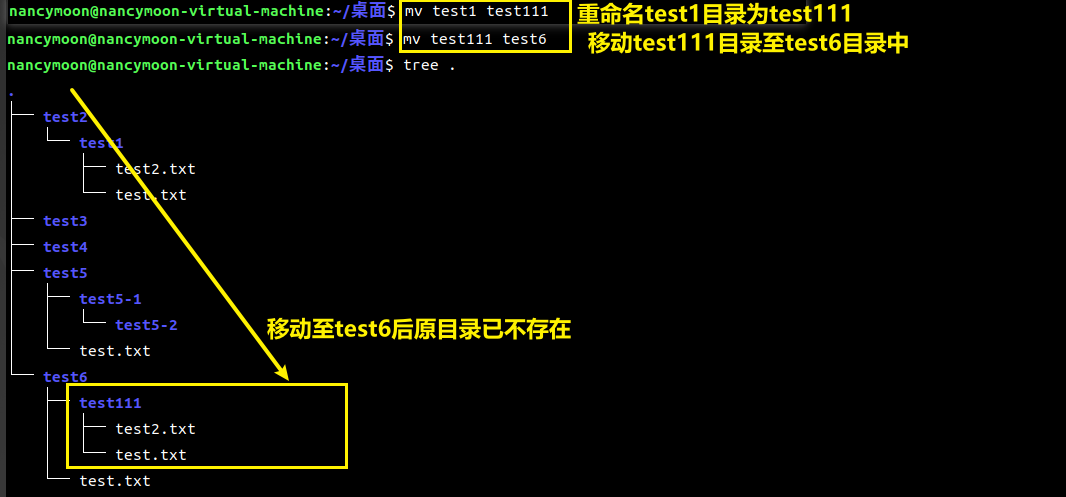 nancymoon@nancymoon-virtual-machine:~/桌面$ mv test1 test111 重命名test1目录为test111
nancymoon@nancymoon-virtual-machine:~/桌面$ mv test111 test6 移动test111目录至test6目录中
nancymoon@nancymoon-virtual-machine:~/桌面$ tree .
.
├── test2
│   └── test1
│       ├── test2.txt
│       └── test.txt
├── test3
├── test4
├── test5
│   ├── test5-1
│   │   └── test5-2
移动至test6后原目录已不存在
│   └── test.txt
└── test6
    ├── test111
    │   ├── test2.txt
    │   └── test.txt
    └── test.txt